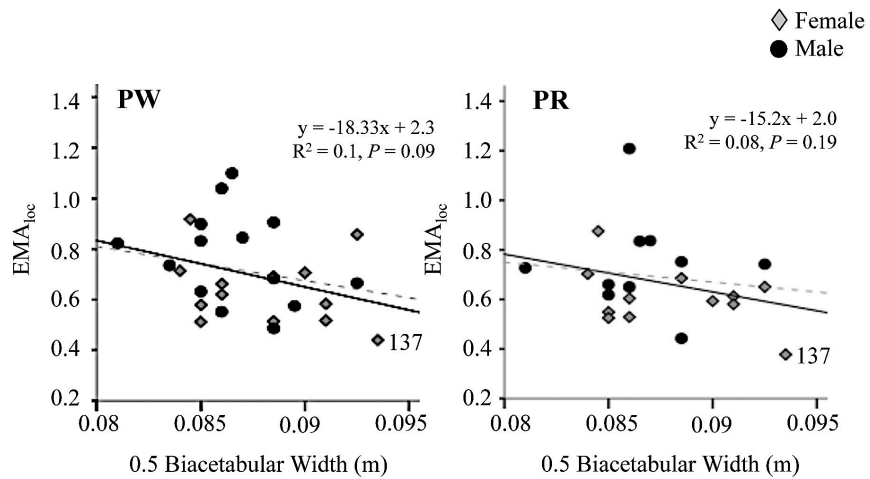 Female
Male
PW
y = -18.33x + 2.3
R² = 0.1, P = 0.09
EMAloc
1.4
1.2
1.0
0.8
0.6
0.4
0.2
137
0.08
0.085
0.09
0.095
0.5 Biacetabular Width (m)
PR
y = -15.2x + 2.0
R² = 0.08, P = 0.19
EMAloc
1.4
1.2
1.0
0.8
0.6
0.4
0.2
137
0.08
0.085
0.09
0.095
0.5 Biacetabular Width (m)